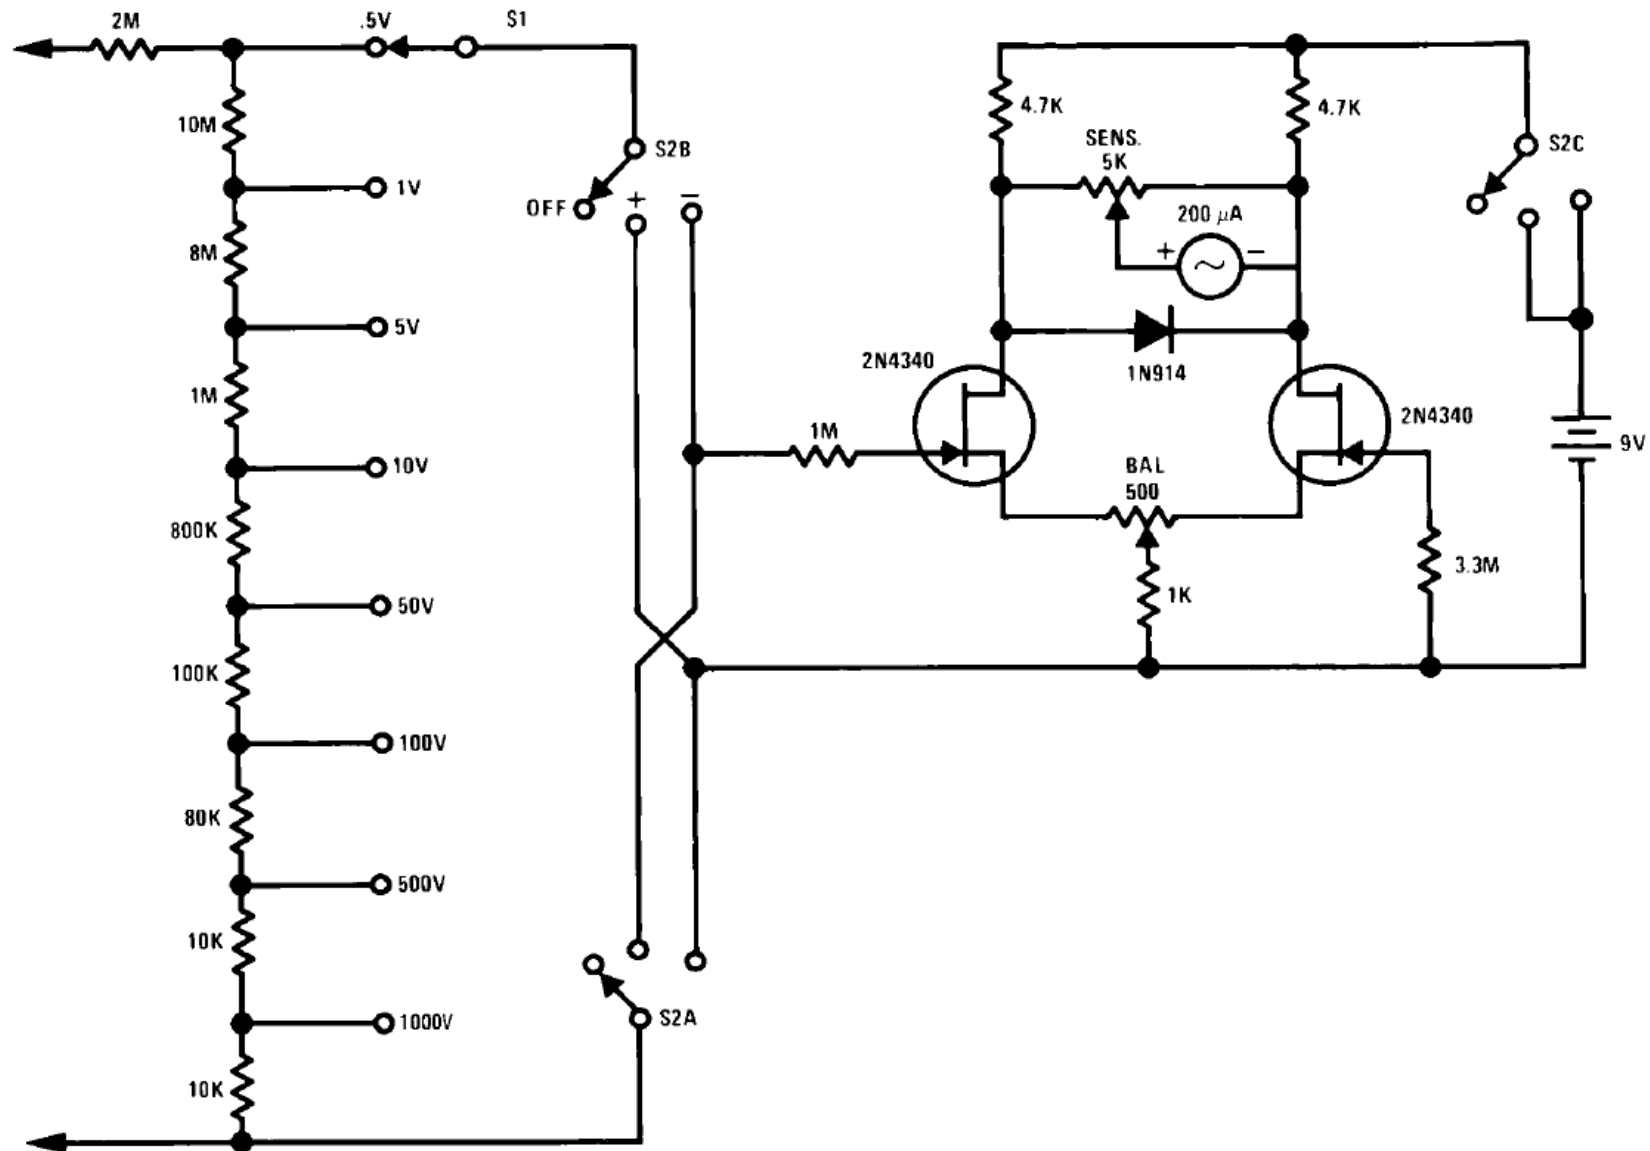 2M
.5V
S1
10M
1V
8M
5V
1M
10V
800K
50V
100K
100V
80K
500V
10K
1000V
10K
S2B
OFF
+
−
S2A
4.7K
4.7K
SENS.
5K
200 μA
+
−
S2C
2N4340
1N914
2N4340
1M
BAL
500
9V
3.3M
1K